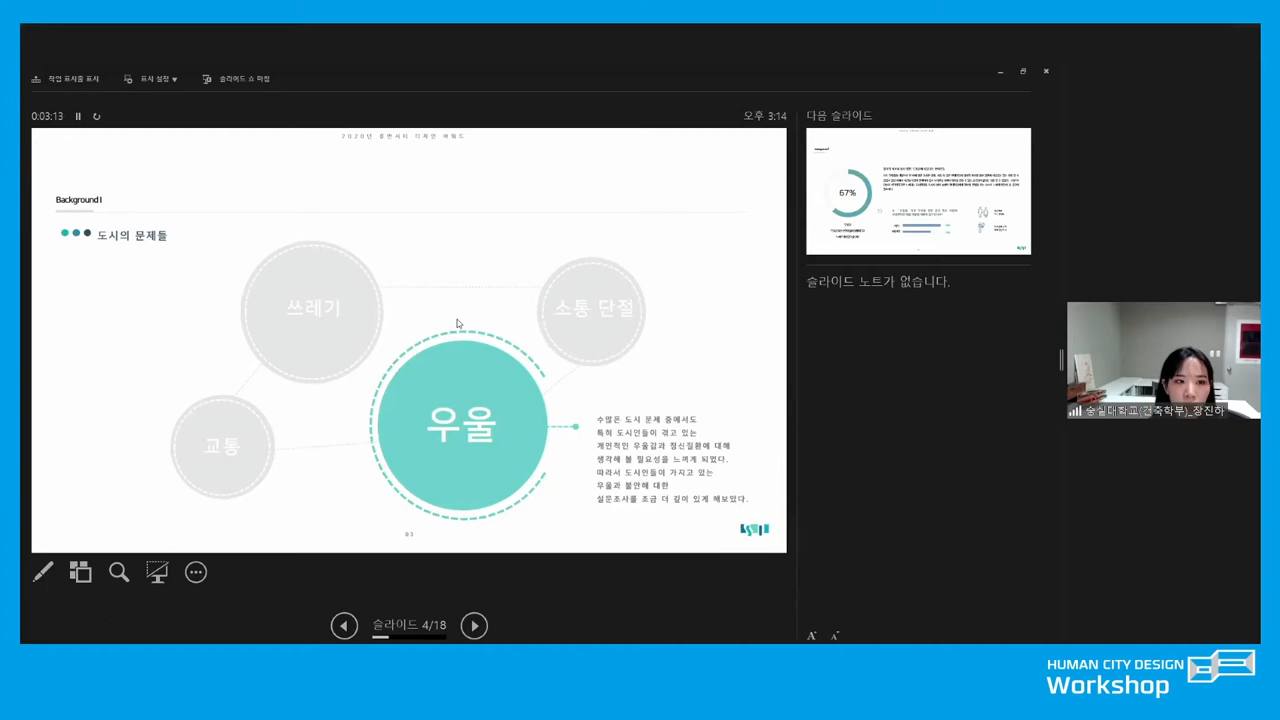 작업 표시줄 표시
표시 설정 ▼
슬라이드 쇼 마침
0:03:13
오후 3:14
다음 슬라이드
2020년 휴먼시티 디자인 어워드
Background I
도시의 문제들
쓰레기
소통 단절
우울
교통
수많은 도시 문제 중에서도
특히 도시인들이 겪고 있는
개인적인 우울감과 정신질환에 대해
생각해 볼 필요성을 느끼게 되었다.
따라서 도시인들이 가지고 있는
우울과 불안에 대한
설문조사를 조금 더 깊이 있게 해보았다.
03
67%
슬라이드 노트가 없습니다.
숭실대학교(건축학부)_장진하
슬라이드 4/18
HUMAN CITY DESIGN
Workshop